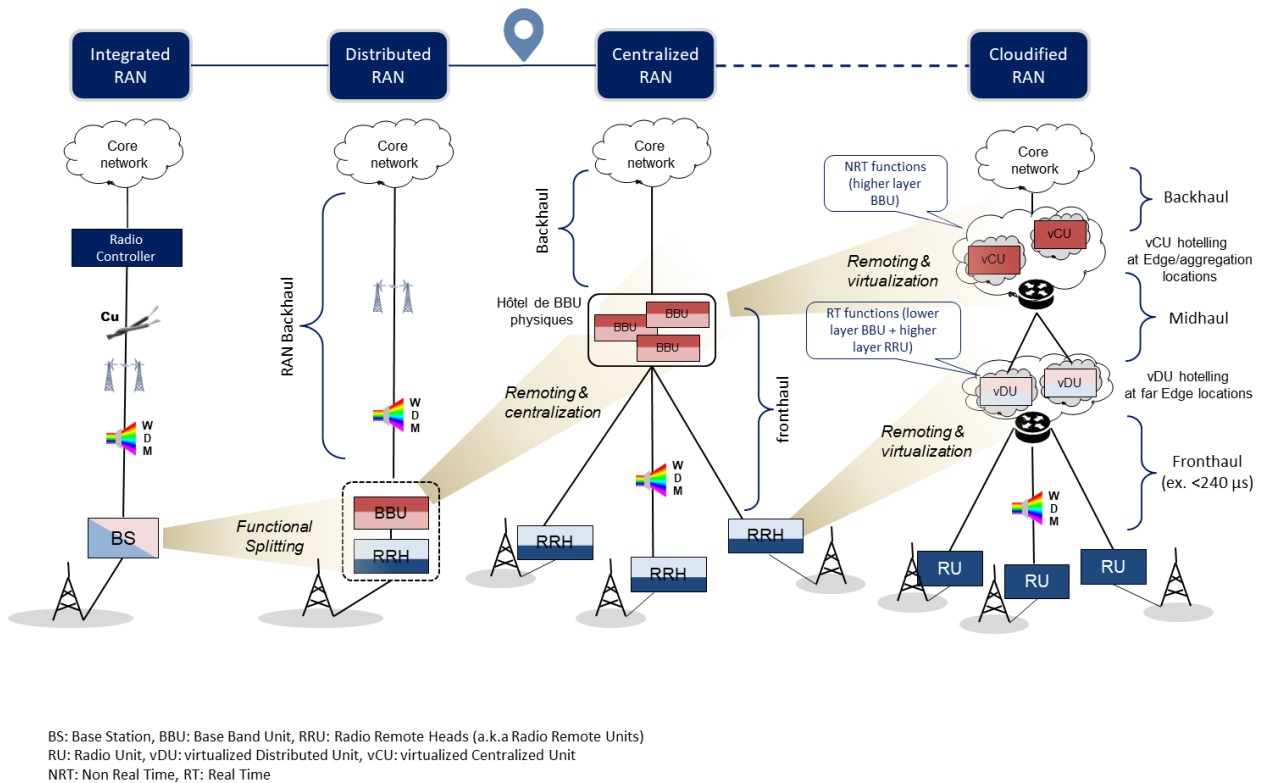 Integrated
RAN
Distributed
RAN
Centralized
RAN
Cloudified
RAN
Core
network
Radio
Controller
Cu
W
D
M
BS
Functional
Splitting
Core
network
RAN Backhaul
W
D
M
BBU
RRH
Remoting &
centralization
Core
network
Backhaul
Hôtel de BBU
physiques
BBU
BBU
BBU
fronthaul
W
D
M
RRH
RRH
RRH
Remoting &
virtualization
Remoting &
virtualization
NRT functions
(higher layer
BBU)
RT functions (lower
layer BBU + higher
layer RRU)
Core
network
vCU
vCU
vDU
vDU
W
D
M
RU
RU
RU
Backhaul
vCU hotelling
at Edge/aggregation
locations
Midhaul
vDU hotelling
at far Edge locations
Fronthaul
(ex. <240 µs)
BS: Base Station, BBU: Base Band Unit, RRU: Radio Remote Heads (a.k.a Radio Remote Units)
RU: Radio Unit, vDU: virtualized Distributed Unit, vCU: virtualized Centralized Unit
NRT: Non Real Time, RT: Real Time